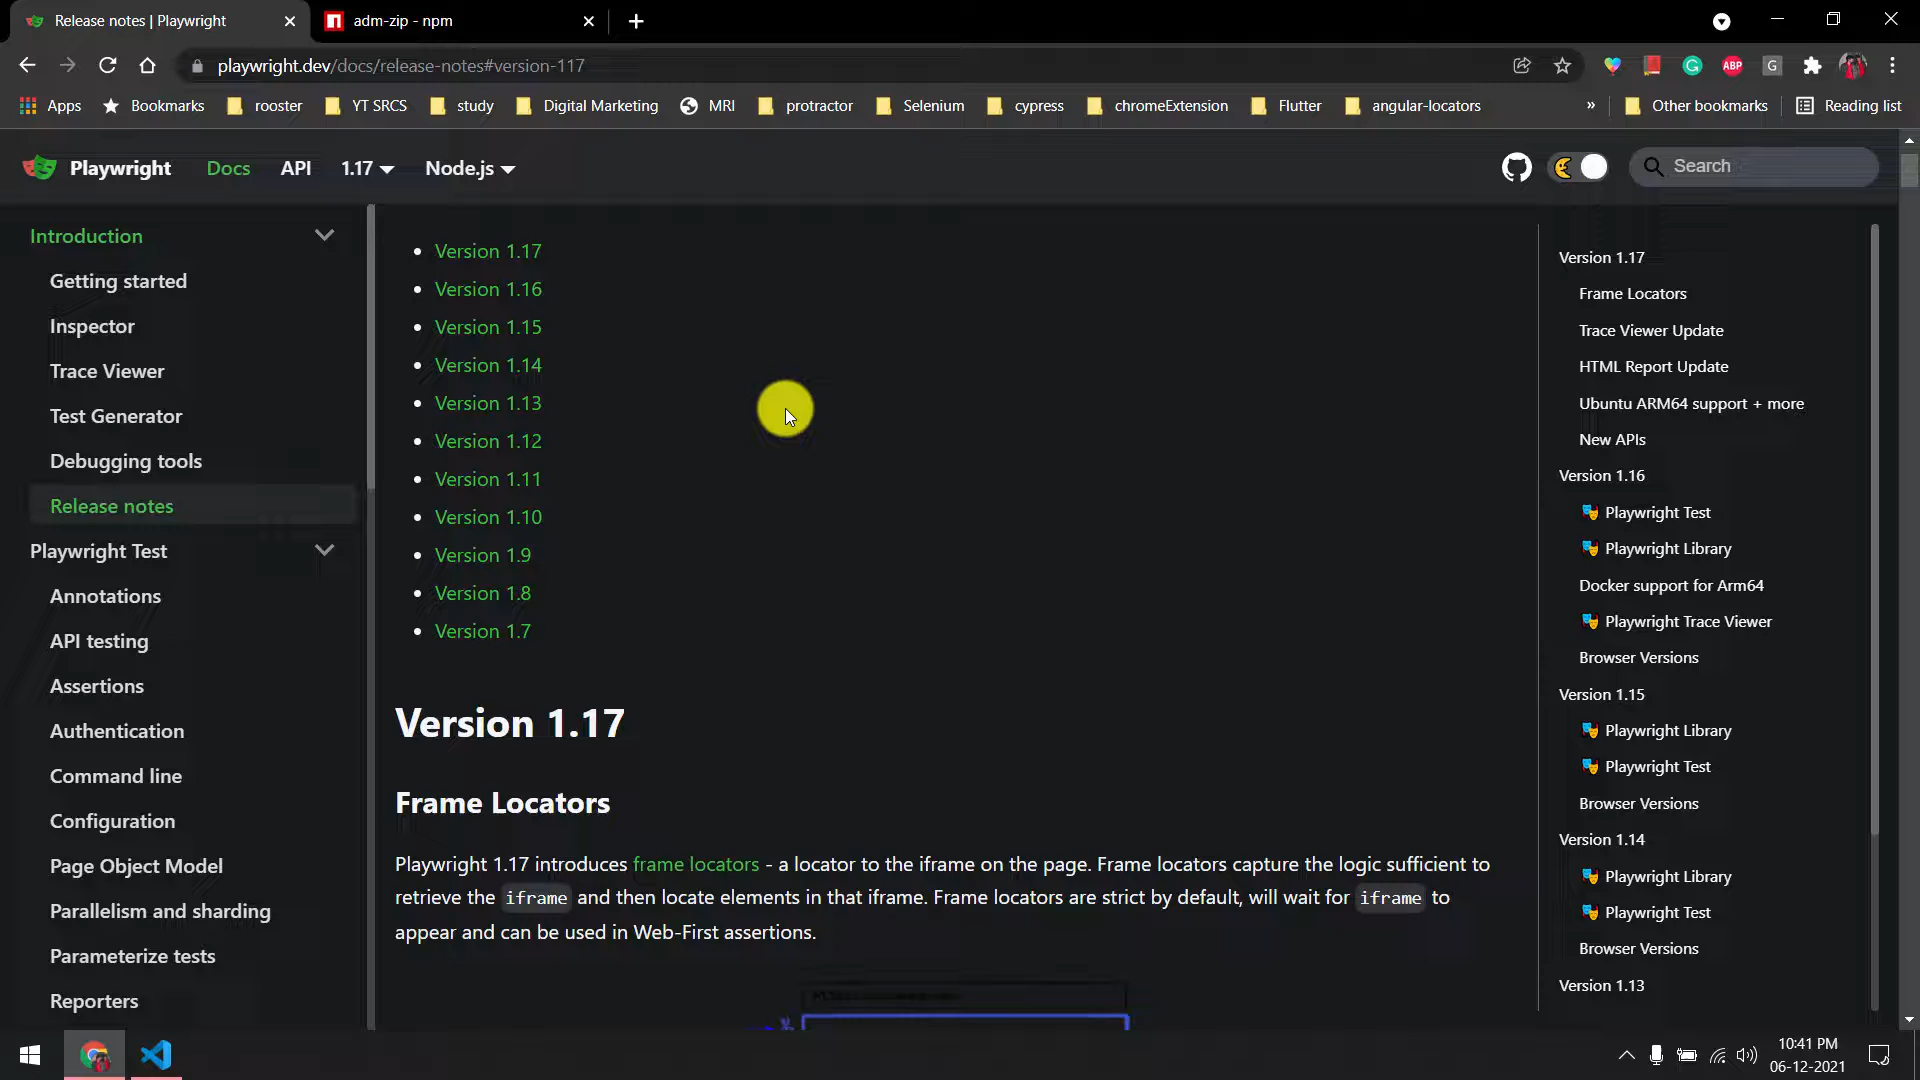 Release notes | Playwright
adm-zip - npm
playwright.dev/docs/release-notes#version-117
ABP
G
Apps
Bookmarks
rooster
YT SRCS
study
Digital Marketing
MRI
protractor
Selenium
cypress
chromeExtension
Flutter
angular-locators
»
Other bookmarks
Reading list
Playwright
Docs
API
1.17
Node.js
Search
Introduction
Getting started
Inspector
Trace Viewer
Test Generator
Debugging tools
Release notes
Playwright Test
Annotations
API testing
Assertions
Authentication
Command line
Configuration
Page Object Model
Parallelism and sharding
Parameterize tests
Reporters
• Version 1.17
• Version 1.16
• Version 1.15
• Version 1.14
• Version 1.13
• Version 1.12
• Version 1.11
• Version 1.10
• Version 1.9
• Version 1.8
• Version 1.7
Version 1.17
Frame Locators
Playwright 1.17 introduces frame locators - a locator to the iframe on the page. Frame locators capture the logic sufficient to
retrieve the iframe and then locate elements in that iframe. Frame locators are strict by default, will wait for iframe to
appear and can be used in Web-First assertions.
Version 1.17
Frame Locators
Trace Viewer Update
HTML Report Update
Ubuntu ARM64 support + more
New APIs
Version 1.16
🎭 Playwright Test
🎭 Playwright Library
Docker support for Arm64
🎭 Playwright Trace Viewer
Browser Versions
Version 1.15
🎭 Playwright Library
🎭 Playwright Test
Browser Versions
Version 1.14
🎭 Playwright Library
🎭 Playwright Test
Browser Versions
Version 1.13
10:41 PM
06-12-2021